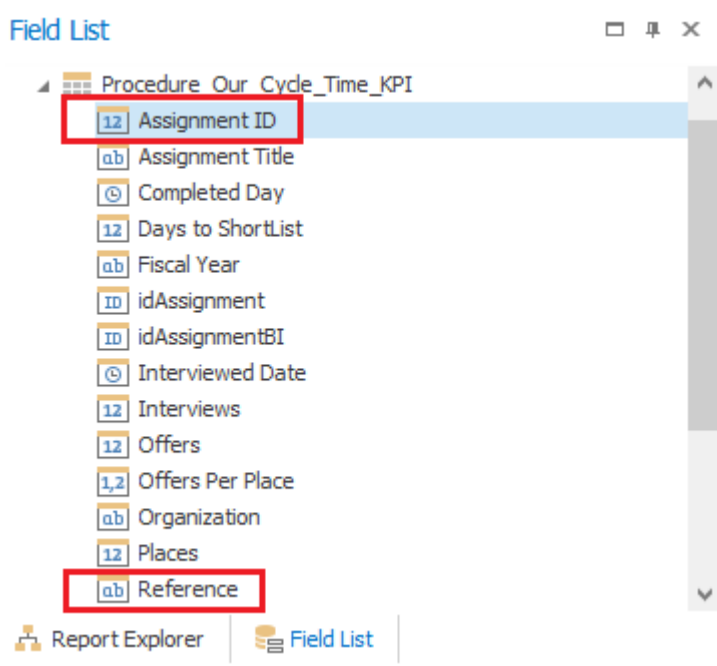 Field List
Procedure_Our_Cycle_Time_KPI
12 Assignment ID
ab Assignment Title
Completed Day
12 Days to ShortList
ab Fiscal Year
ID idAssignment
ID idAssignmentBI
Interviewed Date
12 Interviews
12 Offers
1,2 Offers Per Place
ab Organization
12 Places
ab Reference
Report Explorer
Field List